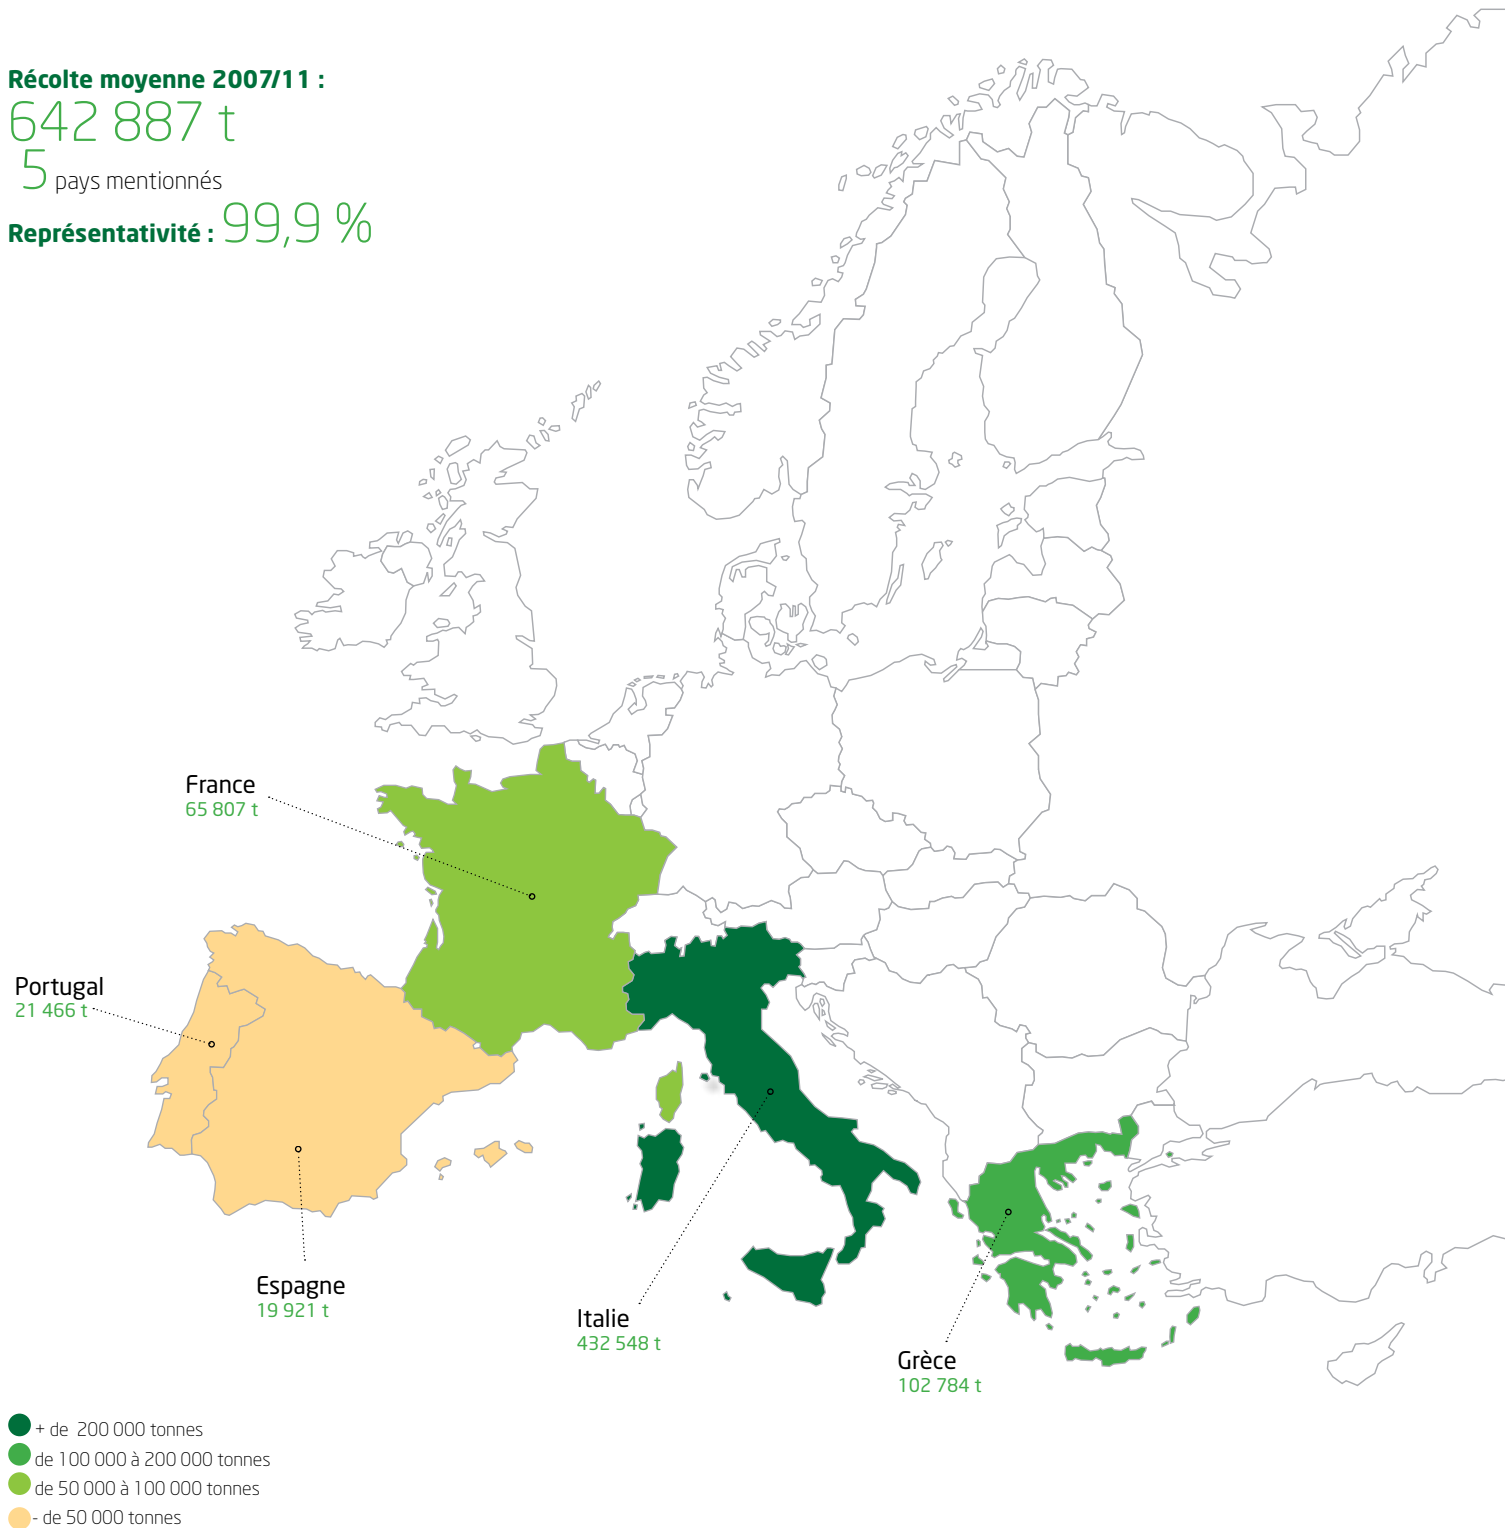 Récolte moyenne 2007/11 :
642 887 t
5 pays mentionnés
Représentativité : 99,9 %
France
65 807 t
Portugal
21 466 t
Espagne
19 921 t
Italie
432 548 t
Grèce
102 784 t
+ de 200 000 tonnes
de 100 000 à 200 000 tonnes
de 50 000 à 100 000 tonnes
- de 50 000 tonnes